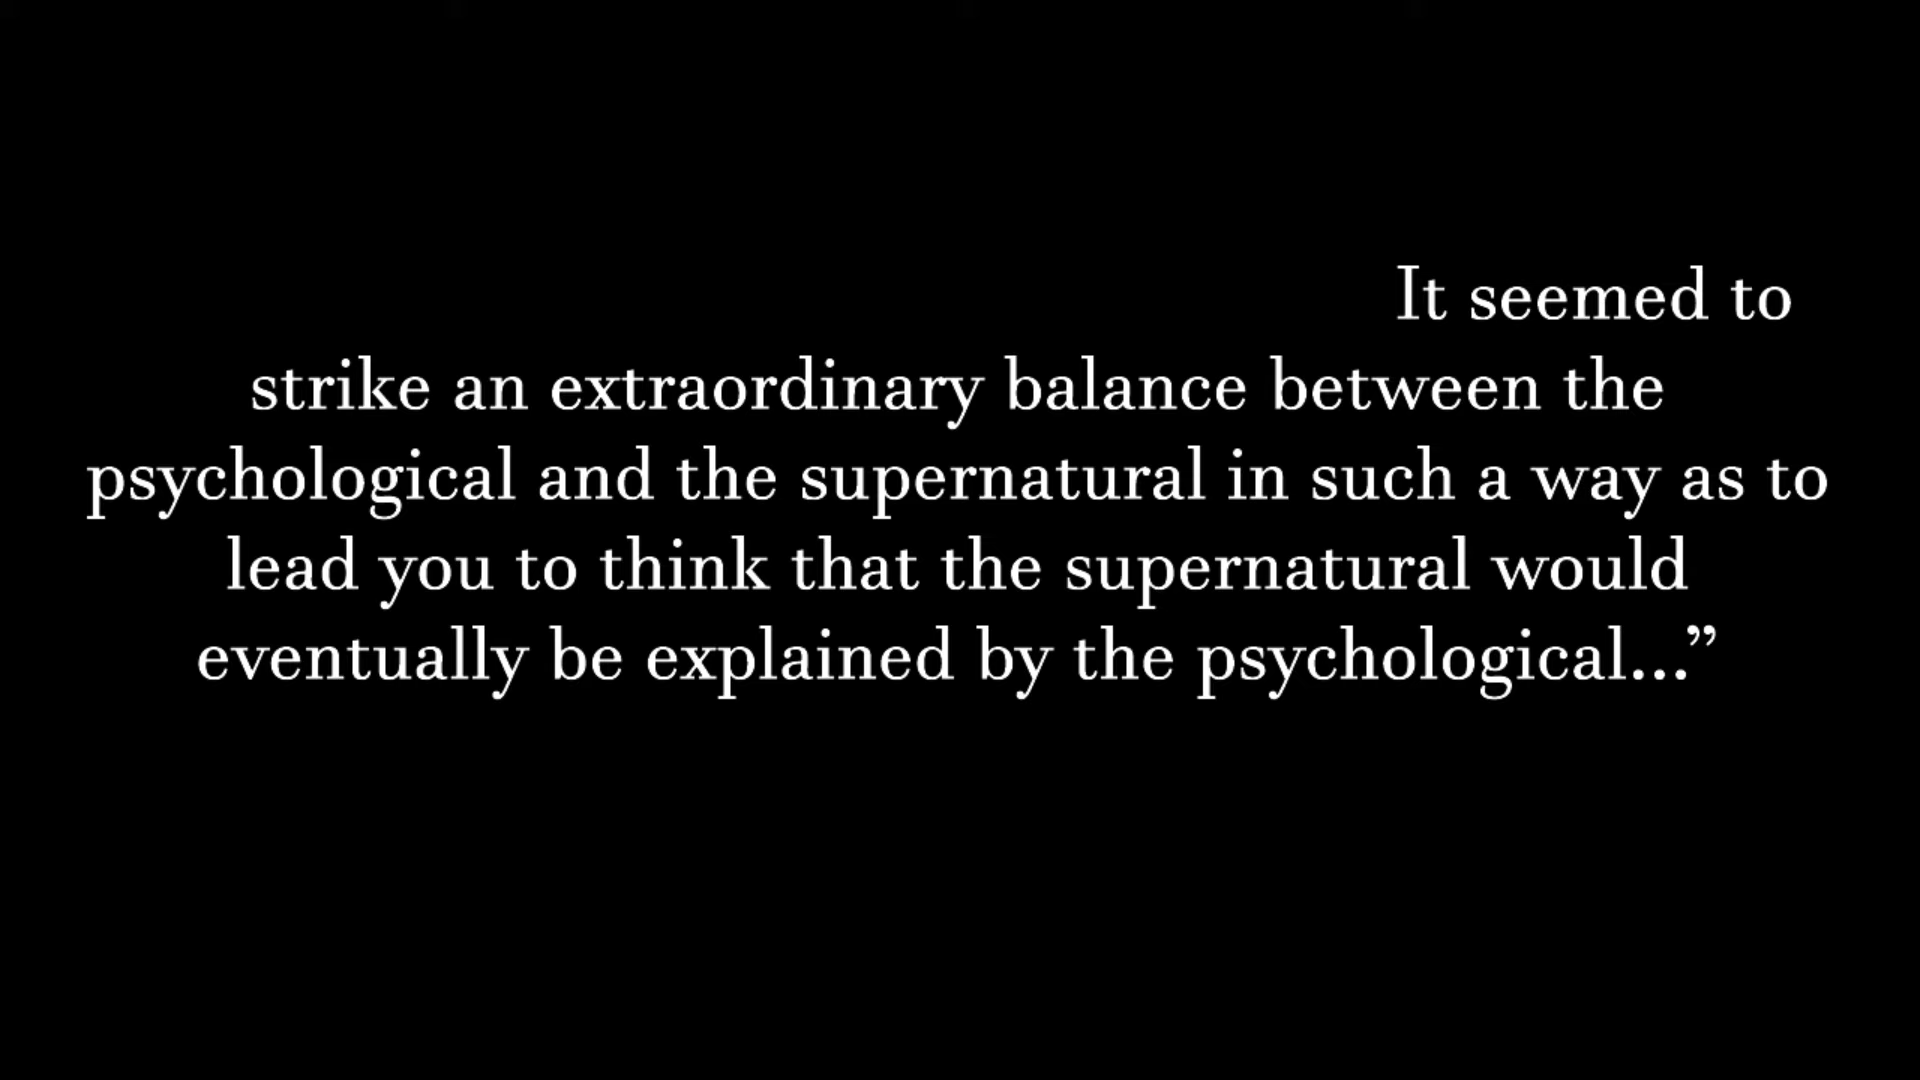 It seemed to
strike an extraordinary balance between the
psychological and the supernatural in such a way as to
lead you to think that the supernatural would
eventually be explained by the psychological...”